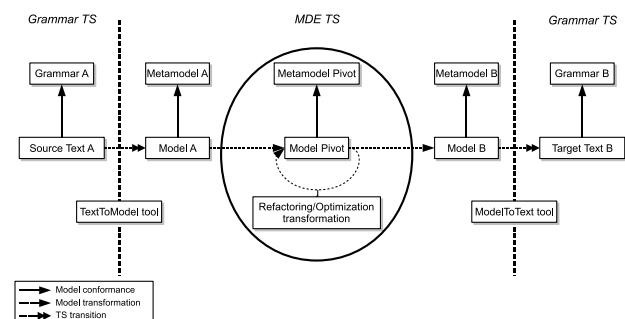 Grammar TS
MDE TS
Grammar TS
Grammar A
Metamodel A
Metamodel Pivot
Metamodel B
Grammar B
Source Text A
Model A
Model Pivot
Model B
Target Text B
Refactoring/Optimization
transformation
TextToModel tool
ModelToText tool
Model conformance
Model transformation
TS transition